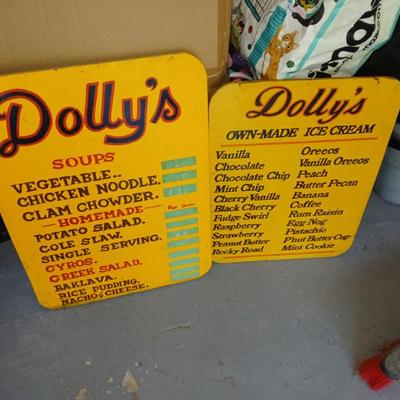 Dolly's
SOUPS
VEGETABLE..
CHICKEN NOODLE.
CLAM CHOWDER.
HOMEMADE
POTATO SALAD.
COLE SLAW.
SINGLE SERVING.
GYROS.
GREEK SALAD.
BAKLAVA.
RICE PUDDING.
NACHO & CHEESE.
Dolly's
OWN-MADE ICE CREAM
Vanilla
Chocolate
Chocolate Chip
Mint Chip
Cherry Vanilla
Black Cherry
Fudge Swirl
Raspberry
Strawberry
Peanut Butter
Rocky Road
Oreeos
Vanilla Oreeos
Peach
Butter Pecan
Banana
Coffee
Rum Raisin
Egg Nog
Pistachio
P'nut Butter Cup
Mint Cookie